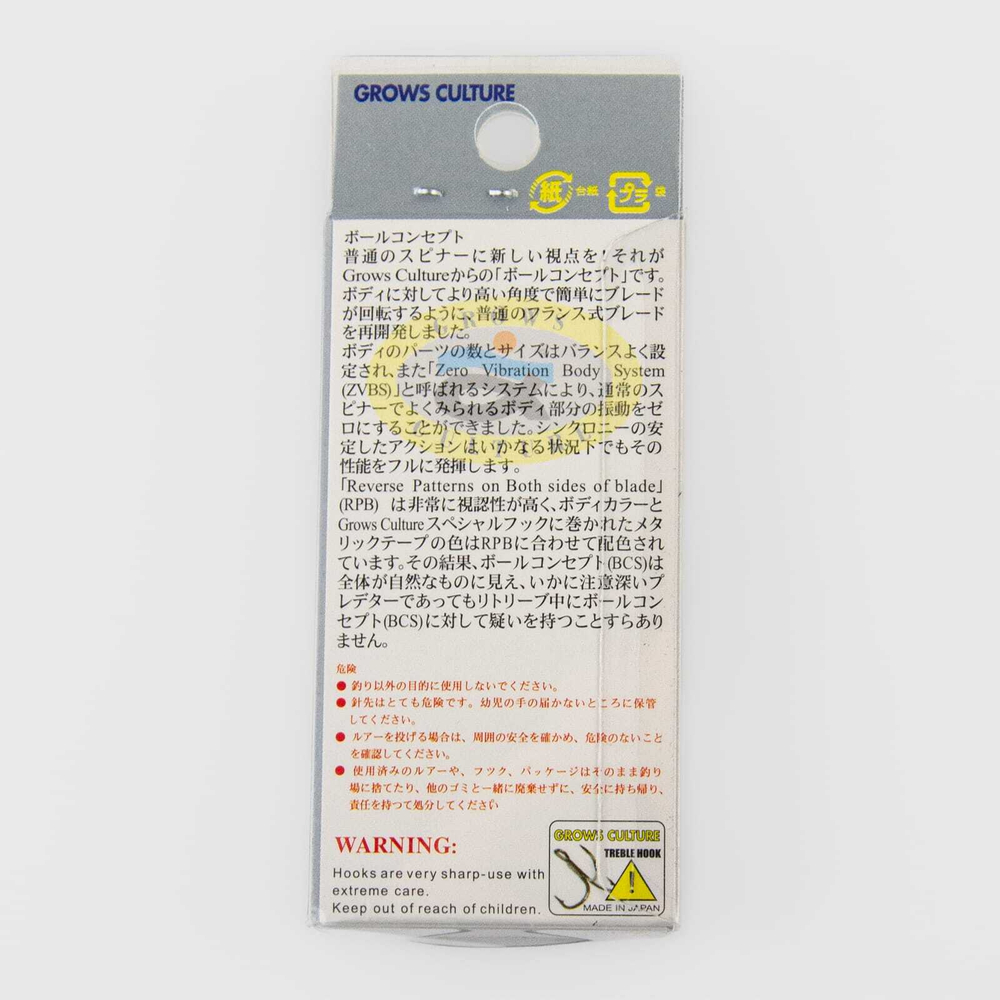 GROWS CULTURE
紙 台紙 プラ 袋
ボールコンセプト
普通のスピナーに新しい視点を！それが
Grows Cultureからの「ボールコンセプト」です。
ボディに対してより高い角度で簡単にブレード
が回転するように、普通のフランス式ブレード
を再開発しました。
ボディのパーツの数とサイズはバランスよく設
定され、また「Zero Vibration Body System
(ZVBS)」と呼ばれるシステムにより、通常のス
ピナーでよくみられるボディ部分の振動をゼ
ロにすることができました。シンクロニーの安
定したアクションはいかなる状況下でもその
性能をフルに発揮します。
「Reverse Patterns on Both sides of blade」
(RPB) は非常に視認性が高く、ボディカラーと
Grows Cultureスペシャルフックに巻かれたメタ
リックテープの色はRPBに合わせて配色され
ています。その結果、ボールコンセプト(BCS)は
全体が自然なものに見え、いかに注意深いプ
レデターであってもリトリーブ中にボールコン
セプト(BCS)に対して疑いを持つことすらあり
ません。
GROWS
CULTURE
危険
● 釣り以外の目的に使用しないでください。
● 針先はとても危険です。幼児の手の届かないところに保管
してください。
● ルアーを投げる場合は、周囲の安全を確かめ、危険のないこと
を確認してください。
● 使用済みのルアーや、フツク、パッケージはそのまま釣り
場に捨てたり、他のゴミと一緒に廃棄せずに、安全に持ち帰り、
責任を持つて処分してください
WARNING:
Hooks are very sharp-use with
extreme care.
Keep out of reach of children.
GROWS CULTURE
TREBLE HOOK
!
MADE IN JAPAN